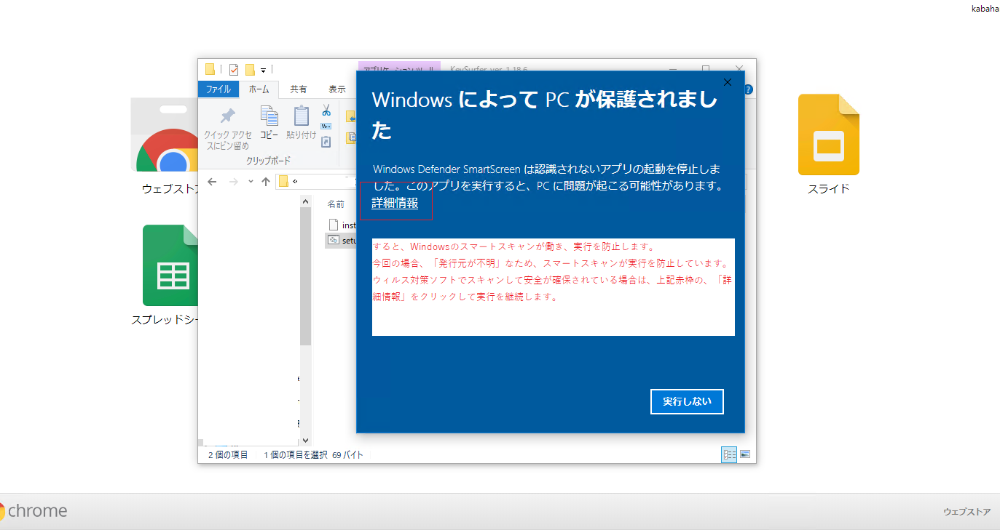 kabaha
アプリケーション ツール
KeySurfer_ver_1.18.6
ファイル
ホーム
共有
表示
クイック アクセスにピン留め
コピー
貼り付け
クリップボード
名前
inst
setu
2 個の項目
1 個の項目を選択 69 バイト
Windows によって PC が保護されまし
た
Windows Defender SmartScreen は認識されないアプリの起動を停止しま
した。このアプリを実行すると、PC に問題が起こる可能性があります。
詳細情報
すると、Windowsのスマートスキャンが働き、実行を防止します。
今回の場合、「発行元が不明」なため、スマートスキャンが実行を防止しています。
ウィルス対策ソフトでスキャンして安全が確保されている場合は、上記赤枠の、「詳
細情報」をクリックして実行を継続します。
実行しない
ウェブスト
スプレッドシー
スライド
chrome
ウェブストア